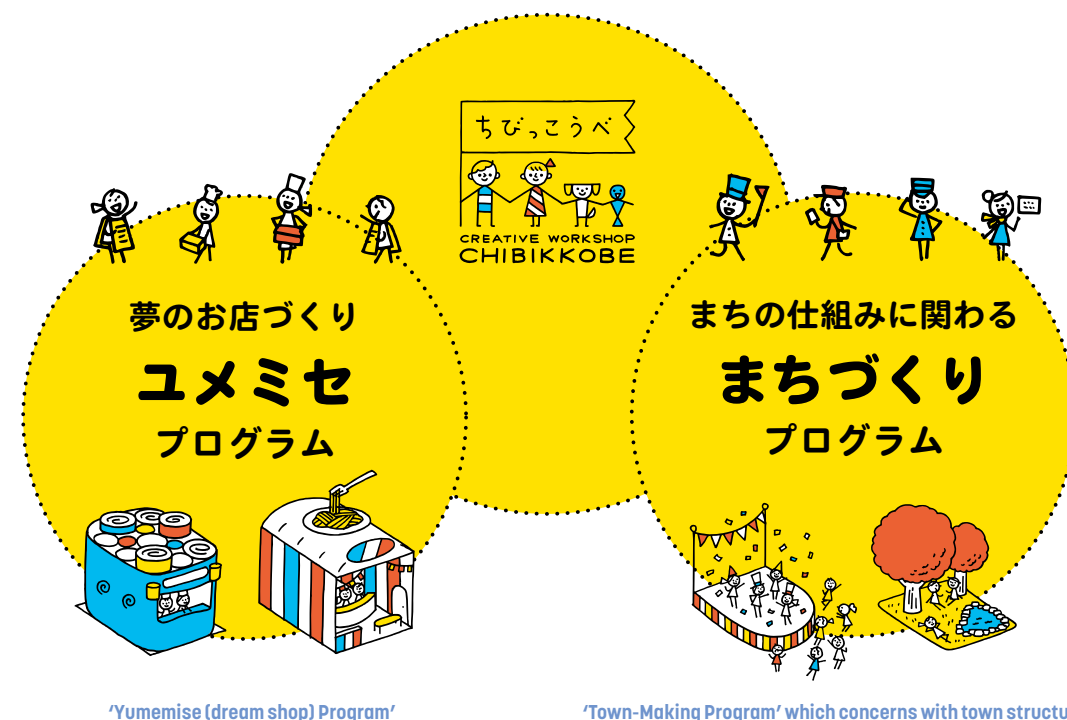 ちびっこうべ
CREATIVE WORKSHOP
CHIBIKKOBE
夢のお店づくり
ユメミセ
プログラム
まちの仕組みに関わる
まちづくり
プログラム
‘Yumemise (dream shop) Program’
‘Town-Making Program’ which concerns with town structu